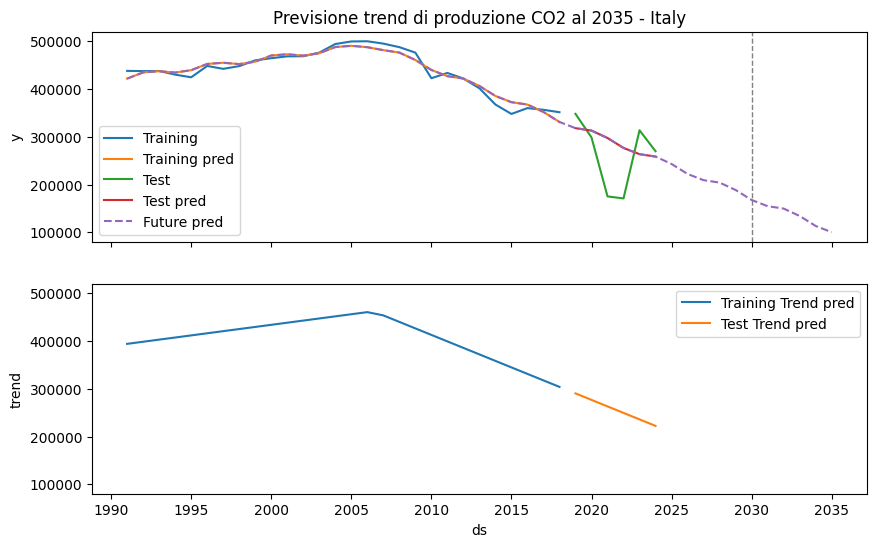 Previsione trend di produzione CO2 al 2035 - Italy
500000
400000
300000
200000
100000
y
Training
Training pred
Test
Test pred
Future pred
500000
400000
300000
200000
100000
trend
Training Trend pred
Test Trend pred
1990 1995 2000 2005 2010 2015 2020 2025 2030 2035
ds